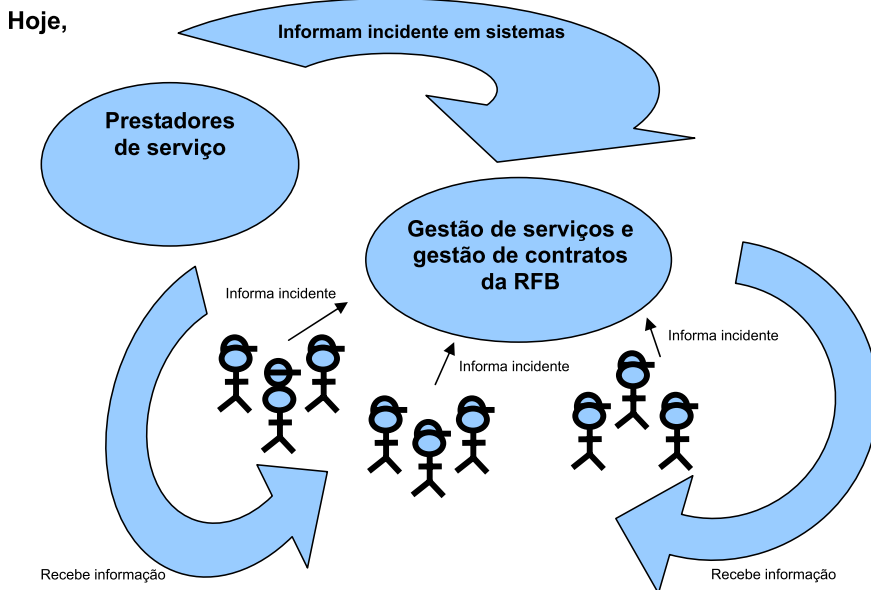 Hoje,
Informam incidente em sistemas
Prestadores
de serviço
Gestão de serviços e
gestão de contratos
da RFB
Informa incidente
Informa incidente
Informa incidente
Recebe informação
Recebe informação